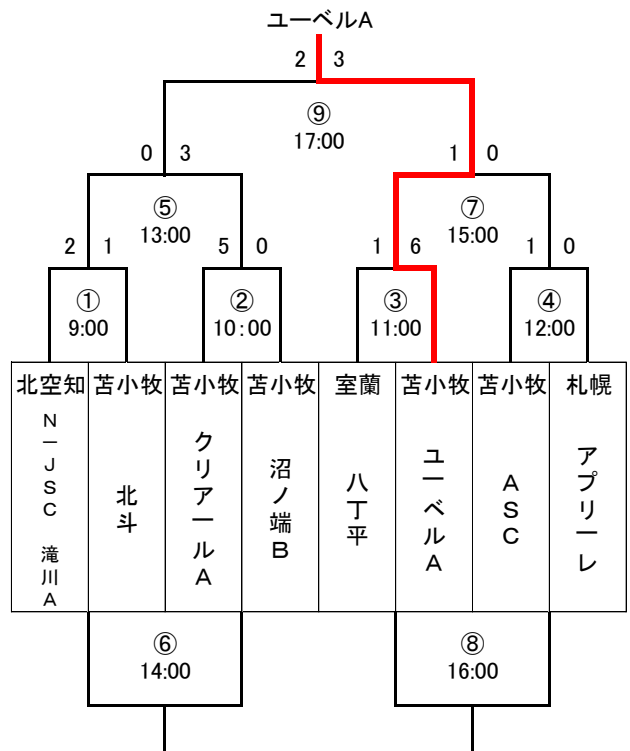 ユーベルA
2 3
⑨
17:00
0 3
1 0
⑤
13:00
⑦
15:00
2 1
5 0
1 6
1 0
①
9:00
②
10:00
③
11:00
④
12:00
北空知
苫小牧
苫小牧
苫小牧
室蘭
苫小牧
苫小牧
札幌
N－JSC 滝川A
北斗
クリアールA
沼ノ端B
八丁平
ユーベルA
ASC
アプリーレ
⑥
14:00
⑧
16:00